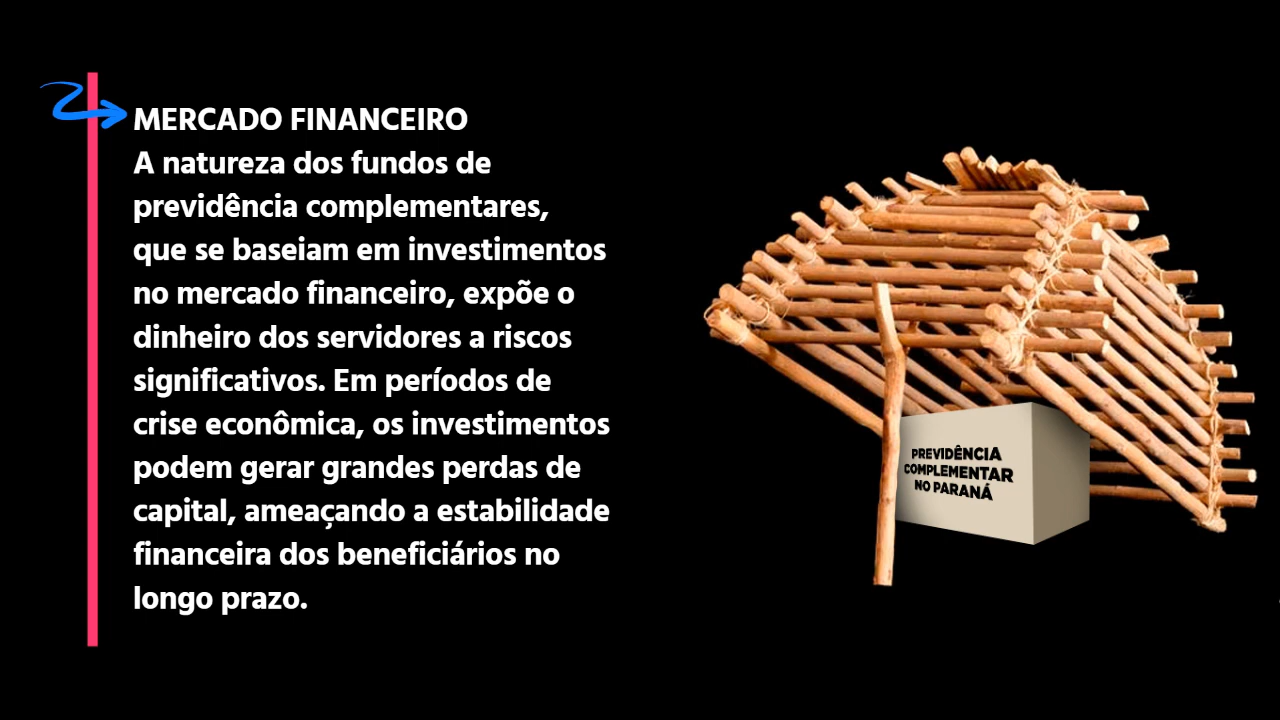 MERCADO FINANCEIRO
A natureza dos fundos de
previdência complementares,
que se baseiam em investimentos
no mercado financeiro, expõe o
dinheiro dos servidores a riscos
significativos. Em períodos de
crise econômica, os investimentos
podem gerar grandes perdas de
capital, ameaçando a estabilidade
financeira dos beneficiários no
longo prazo.
PREVIDÊNCIA
COMPLEMENTAR
NO PARANÁ